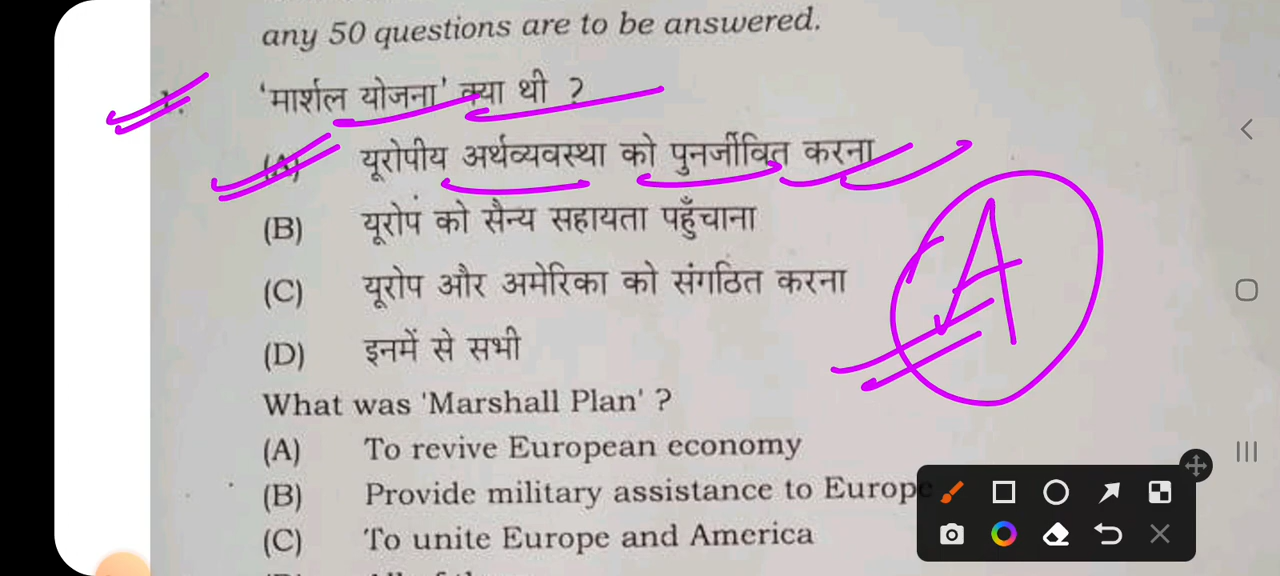 any 50 questions are to be answered.
1. 'मार्शल योजना' क्या थी ?
(A) यूरोपीय अर्थव्यवस्था को पुनर्जीवित करना
(B) यूरोप को सैन्य सहायता पहुँचाना
(C) यूरोप और अमेरिका को संगठित करना
(D) इनमें से सभी
A
What was 'Marshall Plan' ?
(A) To revive European economy
(B) Provide military assistance to Europe
(C) To unite Europe and America